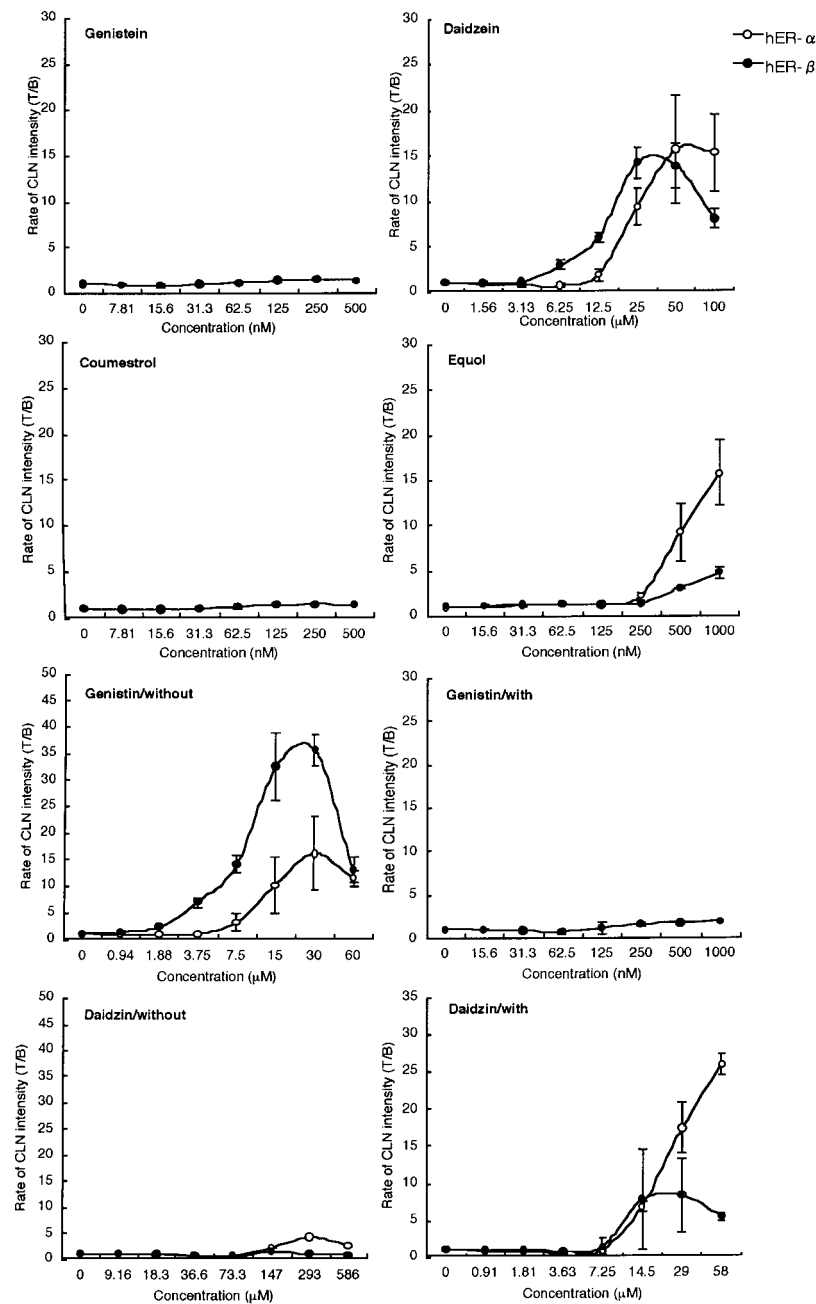 Genistein
Rate of CLN intensity (T/B)
30
25
20
15
10
5
0
0 7.81 15.6 31.3 62.5 125 250 500
Concentration (nM)
Daidzein
Rate of CLN intensity (T/B)
30
25
20
15
10
5
0
0 1.56 3.13 6.25 12.5 25 50 100
Concentration (μM)
hER-α
hER-β
Coumestrol
Rate of CLN intensity (T/B)
30
25
20
15
10
5
0
0 7.81 15.6 31.3 62.5 125 250 500
Concentration (nM)
Equol
Rate of CLN intensity (T/B)
30
25
20
15
10
5
0
0 15.6 31.3 62.5 125 250 500 1000
Concentration (nM)
Genistin/without
Rate of CLN intensity (T/B)
50
45
40
35
30
25
20
15
10
5
0
0 0.94 1.88 3.75 7.5 15 30 60
Concentration (μM)
Genistin/with
Rate of CLN intensity (T/B)
30
25
20
15
10
5
0
0 15.6 31.3 62.5 125 250 500 1000
Concentration (nM)
Daidzin/without
Rate of CLN intensity (T/B)
50
45
40
35
30
25
20
15
10
5
0
0 9.16 18.3 36.6 73.3 147 293 586
Concentration (μM)
Daidzin/with
Rate of CLN intensity (T/B)
35
30
25
20
15
10
5
0
0 0.91 1.81 3.63 7.25 14.5 29 58
Concentration (μM)